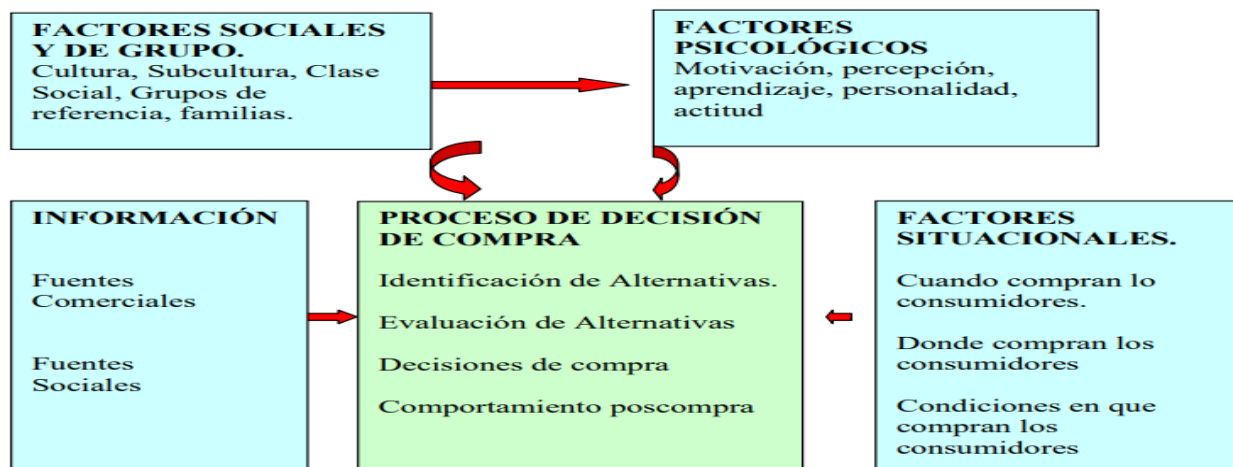 FACTORES SOCIALES
Y DE GRUPO.
Cultura, Subcultura, Clase
Social, Grupos de
referencia, familias.
FACTORES
PSICOLÓGICOS
Motivación, percepción,
aprendizaje, personalidad,
actitud
INFORMACIÓN
Fuentes
Comerciales
Fuentes
Sociales
PROCESO DE DECISIÓN
DE COMPRA
Identificación de Alternativas.
Evaluación de Alternativas
Decisiones de compra
Comportamiento poscompra
FACTORES
SITUACIONALES.
Cuando compran lo
consumidores.
Donde compran los
consumidores
Condiciones en que
compran los
consumidores